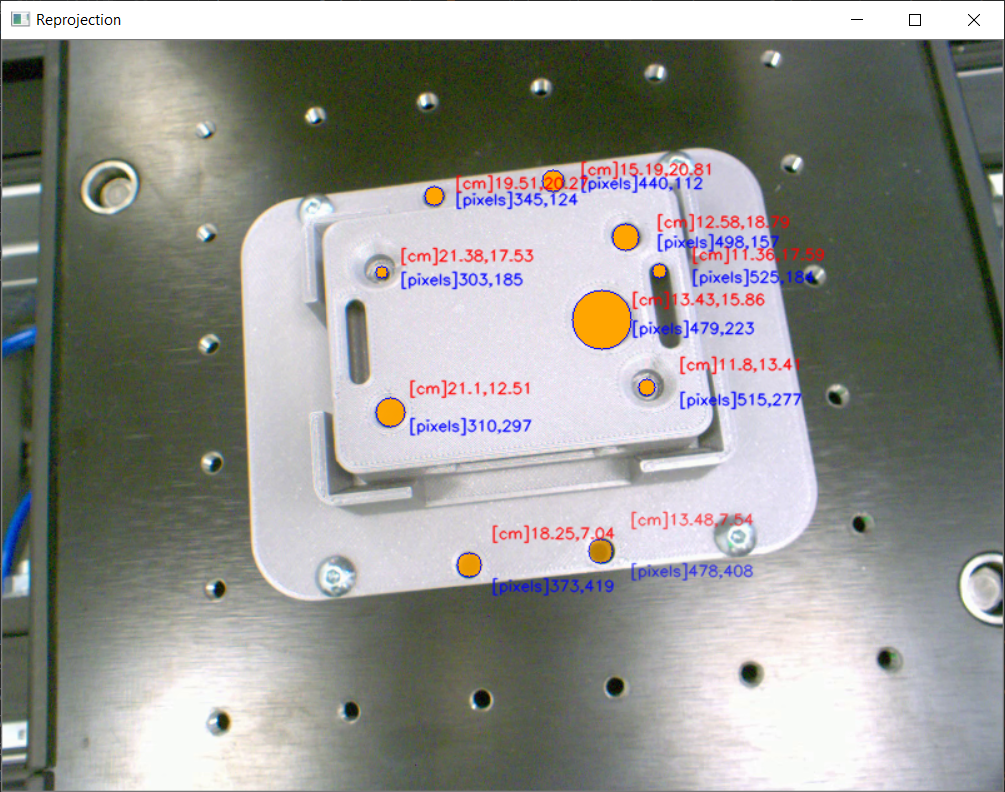 Reprojection
[cm]15.19,20.81
[pixels]440,112
[cm]19.51,20.27
[pixels]345,124
[cm]12.58,18.79
[pixels]498,157
[cm]11.36,17.59
[pixels]525,184
[cm]21.38,17.53
[pixels]303,185
[cm]13.43,15.86
[pixels]479,223
[cm]11.8,13.41
[pixels]515,277
[cm]21.1,12.51
[pixels]310,297
[cm]13.48,7.54
[pixels]478,408
[cm]18.25,7.04
[pixels]373,419